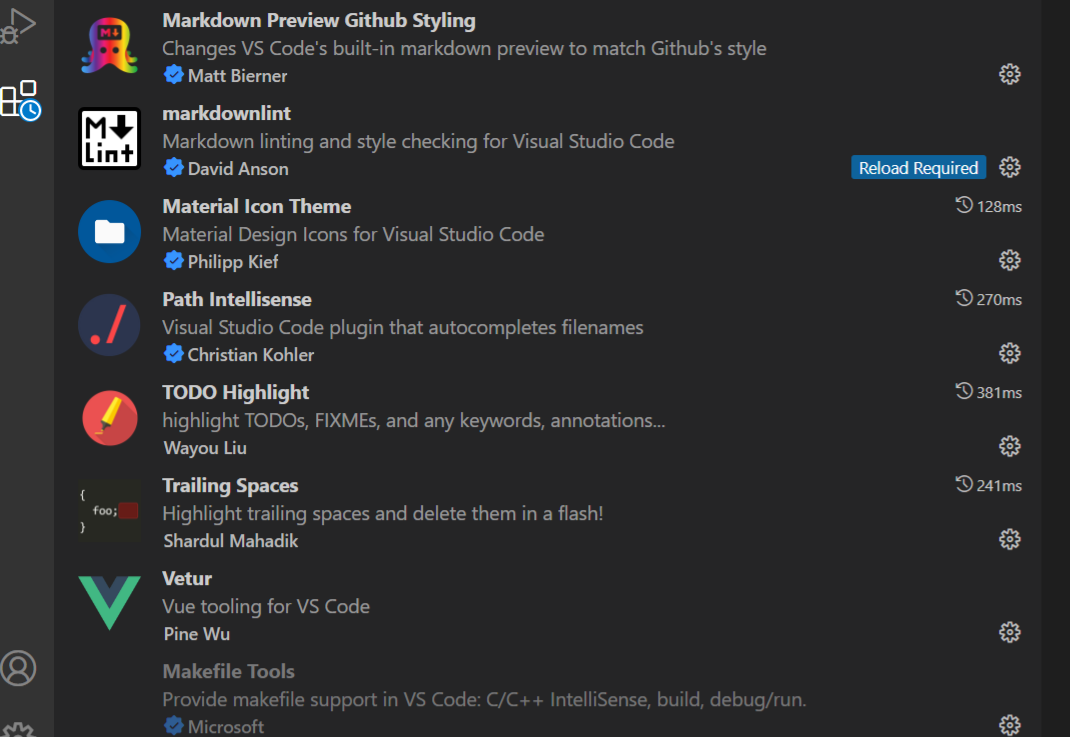 Markdown Preview Github Styling
Changes VS Code's built-in markdown preview to match Github's style
Matt Bierner
M↓
lint
markdownlint
Markdown linting and style checking for Visual Studio Code
David Anson
Reload Required
Material Icon Theme
128ms
Material Design Icons for Visual Studio Code
Philipp Kief
./
Path Intellisense
270ms
Visual Studio Code plugin that autocompletes filenames
Christian Kohler
TODO Highlight
381ms
highlight TODOs, FIXMEs, and any keywords, annotations...
Wayou Liu
{
foo;
}
Trailing Spaces
241ms
Highlight trailing spaces and delete them in a flash!
Shardul Mahadik
Vetur
Vue tooling for VS Code
Pine Wu
Makefile Tools
Provide makefile support in VS Code: C/C++ IntelliSense, build, debug/run.
Microsoft